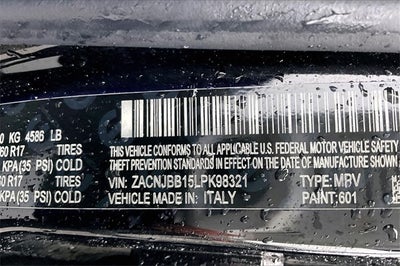 0 KG 4586 LB
60 R17 TIRES
KPA(35 PSI) COLD
60 R17 TIRES
KPA(35 PSI) COLD
THIS VEHICLE CONFORMS TO ALL APPLICABLE U.S. FEDERAL MOTOR VEHICLE SAFETY
THEFT PREVENTION STANDARDS IN EFFECT ON THE DATE OF MANUFACTURE SHOWN
VIN: ZACNJBB15LPK98321 TYPE: MPV
VEHICLE MADE IN: ITALY PAINT: 601